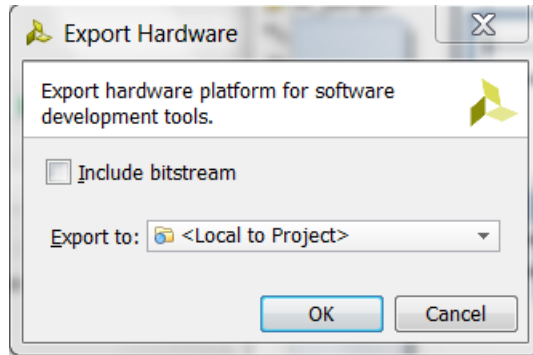 Export Hardware
Export hardware platform for software
development tools.
Include bitstream
Export to: <Local to Project>
OK Cancel